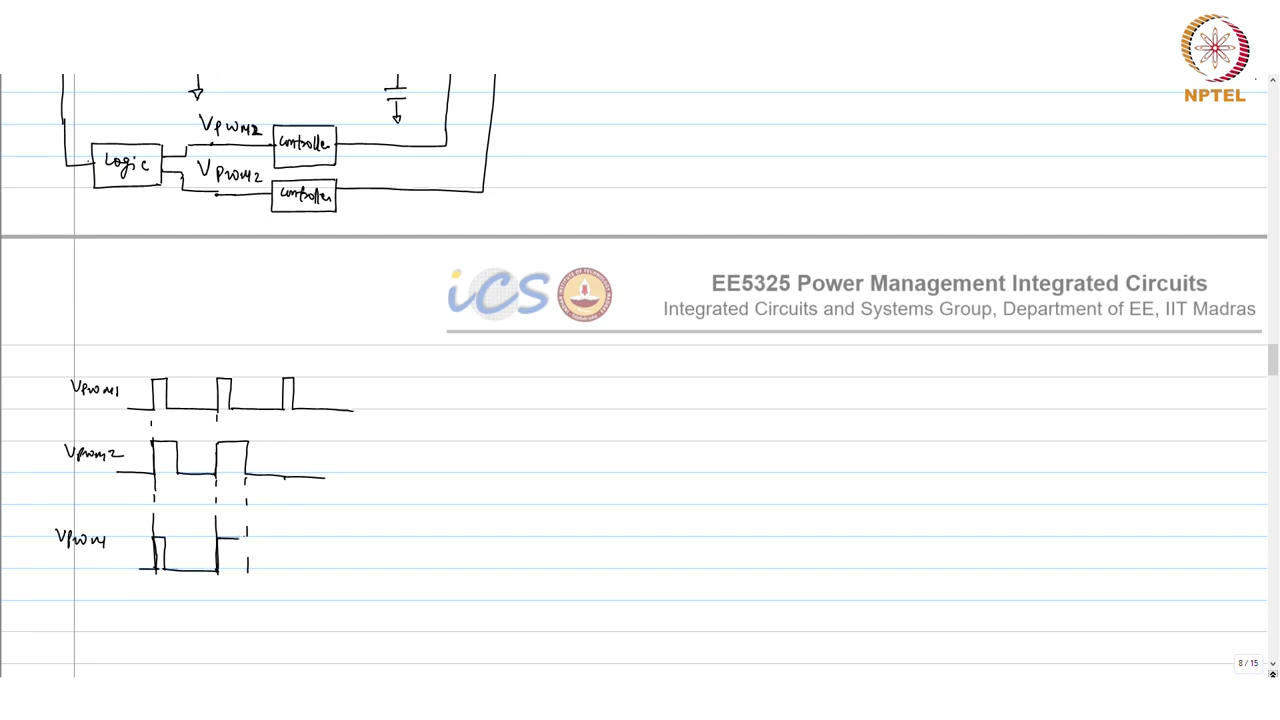 NPTEL
VPWM2
Controller
Logic
VPWM2
Controller
ics
EE5325 Power Management Integrated Circuits
Integrated Circuits and Systems Group, Department of EE, IIT Madras
VPWM1
VPWM2
VPWM
8 / 15